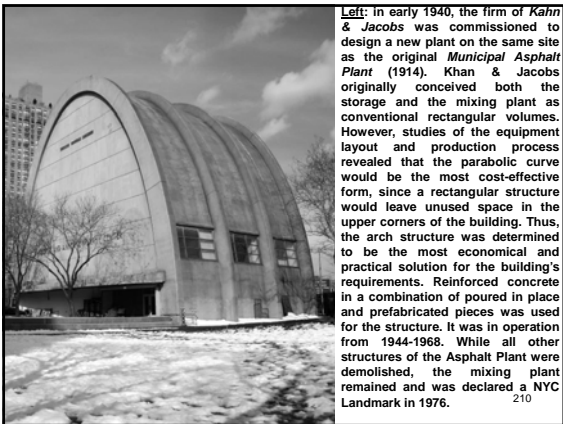 Left: in early 1940, the firm of Kahn
& Jacobs was commissioned to
design a new plant on the same site
as the original Municipal Asphalt
Plant (1914). Khan & Jacobs
originally conceived both the
storage and the mixing plant as
conventional rectangular volumes.
However, studies of the equipment
layout and production process
revealed that the parabolic curve
would be the most cost-effective
form, since a rectangular structure
would leave unused space in the
upper corners of the building. Thus,
the arch structure was determined
to be the most economical and
practical solution for the building's
requirements. Reinforced concrete
in a combination of poured in place
and prefabricated pieces was used
for the structure. It was in operation
from 1944-1968. While all other
structures of the Asphalt Plant were
demolished, the mixing plant
remained and was declared a NYC
Landmark in 1976.
210